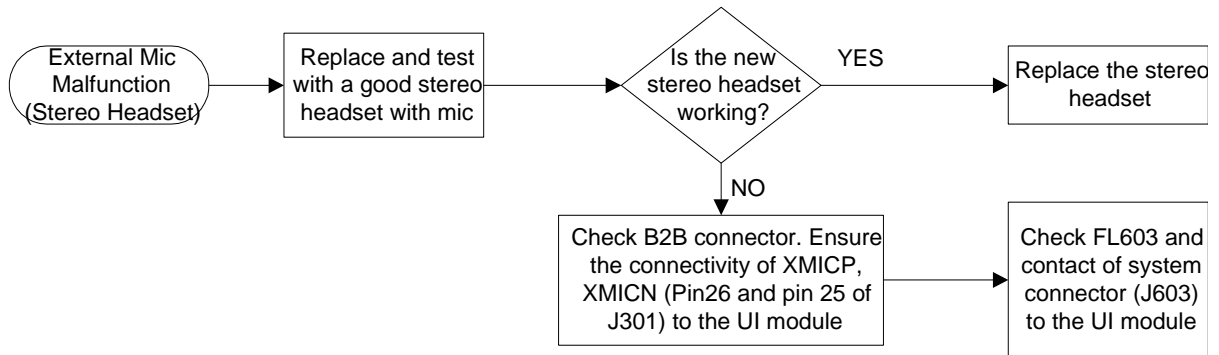 External Mic
Malfunction
(Stereo Headset)
Replace and test
with a good stereo
headset with mic
Is the new
stereo headset
working?
YES
Replace the stereo
headset
NO
Check B2B connector. Ensure
the connectivity of XMICP,
XMICN (Pin26 and pin 25 of
J301) to the UI module
Check FL603 and
contact of system
connector (J603)
to the UI module